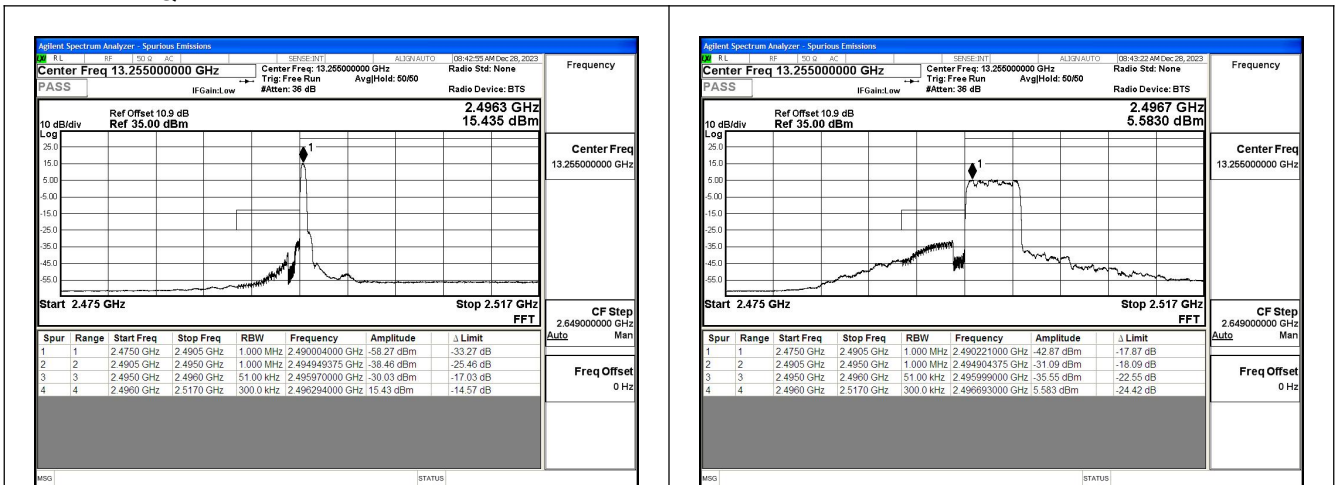 Agilent Spectrum Analyzer - Spurious Emissions
RL RF 50 Ω AC SENSE:INT ALIGNAUTO 08:42:55 AM Dec 28, 2023
Center Freq 13.255000000 GHz
Center Freq: 13.255000000 GHz
Radio Std: None
Trig: Free Run Avg|Hold: 50/50
PASS
IFGain:Low
#Atten: 36 dB
Radio Device: BTS
Frequency
Ref Offset 10.9 dB
2.4963 GHz
10 dB/div Ref 35.00 dBm
15.435 dBm
Log
25.0
15.0
5.00
-5.00
-15.0
-25.0
-35.0
-45.0
-55.0
1
Start 2.475 GHz Stop 2.517 GHz
FFT
Spur Range Start Freq Stop Freq RBW Frequency Amplitude Δ Limit
1 1 2.4750 GHz 2.4905 GHz 1.000 MHz 2.490004000 GHz -58.27 dBm -33.27 dB
2 2 2.4905 GHz 2.4950 GHz 1.000 MHz 2.494949375 GHz -38.46 dBm -25.46 dB
3 3 2.4950 GHz 2.4960 GHz 51.00 kHz 2.495970000 GHz -30.03 dBm -17.03 dB
4 4 2.4960 GHz 2.5170 GHz 300.0 kHz 2.496294000 GHz 15.43 dBm -14.57 dB
Center Freq
13.255000000 GHz
CF Step
2.649000000 GHz
Auto Man
Freq Offset
0 Hz
MSG STATUS
Agilent Spectrum Analyzer - Spurious Emissions
RL RF 50 Ω AC SENSE:INT ALIGNAUTO 08:43:22 AM Dec 28, 2023
Center Freq 13.255000000 GHz
Center Freq: 13.255000000 GHz
Radio Std: None
Trig: Free Run Avg|Hold: 50/50
PASS
IFGain:Low
#Atten: 36 dB
Radio Device: BTS
Frequency
Ref Offset 10.9 dB
2.4967 GHz
10 dB/div Ref 35.00 dBm
5.5830 dBm
Log
25.0
15.0
5.00
-5.00
-15.0
-25.0
-35.0
-45.0
-55.0
1
Start 2.475 GHz Stop 2.517 GHz
FFT
Spur Range Start Freq Stop Freq RBW Frequency Amplitude Δ Limit
1 1 2.4750 GHz 2.4905 GHz 1.000 MHz 2.490221000 GHz -42.87 dBm -17.87 dB
2 2 2.4905 GHz 2.4950 GHz 1.000 MHz 2.494904375 GHz -31.09 dBm -18.09 dB
3 3 2.4950 GHz 2.4960 GHz 51.00 kHz 2.495999000 GHz -35.55 dBm -22.55 dB
4 4 2.4960 GHz 2.5170 GHz 300.0 kHz 2.496693000 GHz 5.583 dBm -24.42 dB
Center Freq
13.255000000 GHz
CF Step
2.649000000 GHz
Auto Man
Freq Offset
0 Hz
MSG STATUS